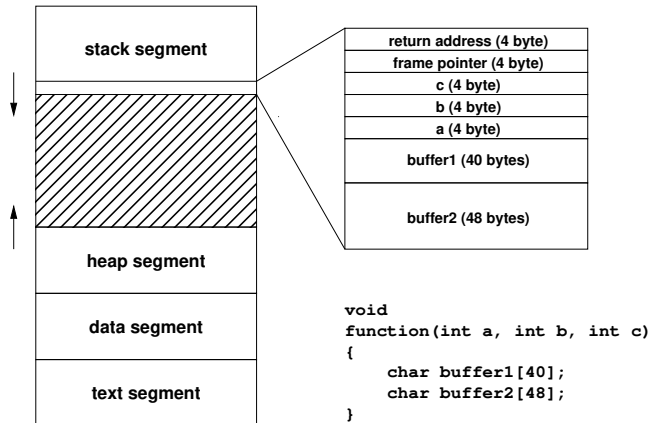 stack segment
heap segment
data segment
text segment
return address (4 byte)
frame pointer (4 byte)
c (4 byte)
b (4 byte)
a (4 byte)
buffer1 (40 bytes)
buffer2 (48 bytes)
void
function(int a, int b, int c)
{
    char buffer1[40];
    char buffer2[48];
}